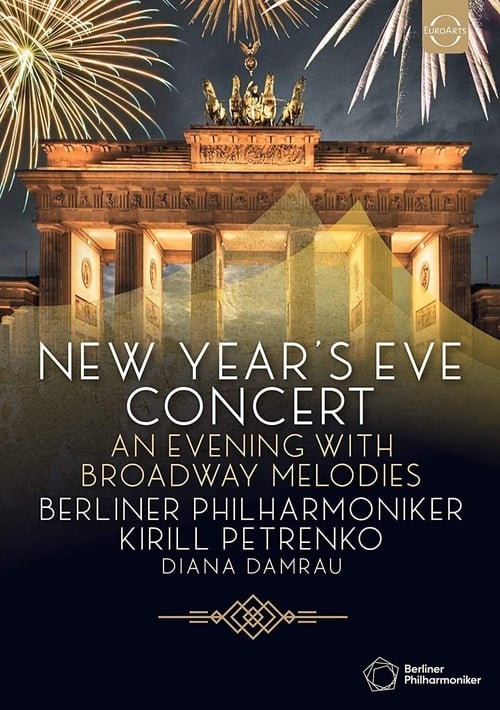 EUROARTS
NEW YEAR'S EVE
CONCERT
AN EVENING WITH
BROADWAY MELODIES
BERLINER PHILHARMONIKER
KIRILL PETRENKO
DIANA DAMRAU
Berliner
Philharmoniker